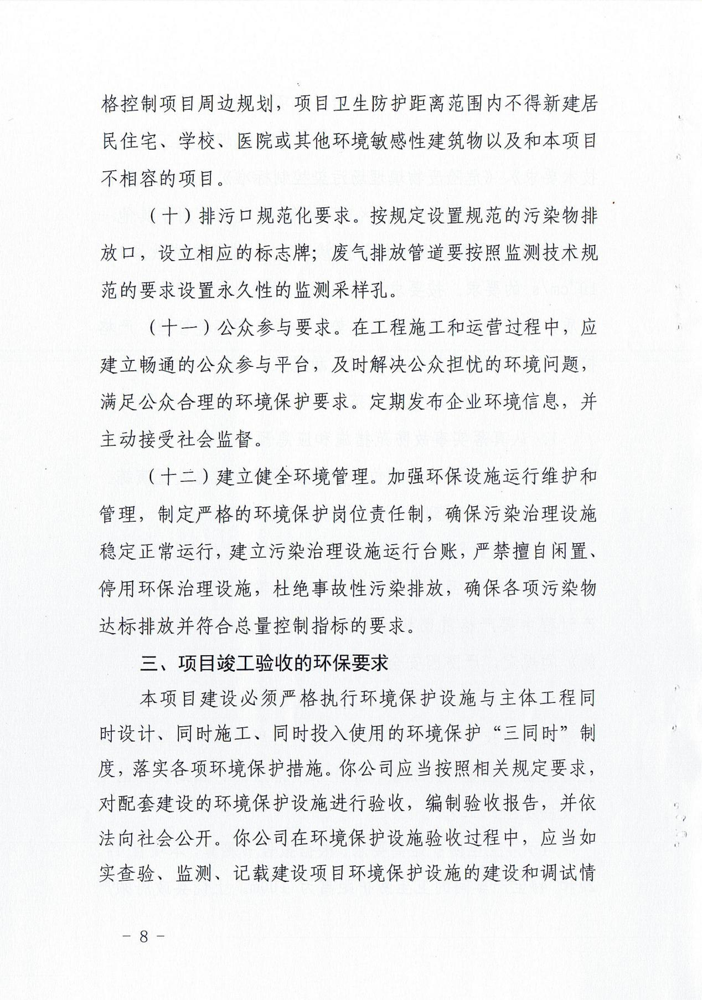 格控制项目周边规划，项目卫生防护距离范围内不得新建居
民住宅、学校、医院或其他环境敏感性建筑物以及和本项目
不相容的项目。
（十）排污口规范化要求。按规定设置规范的污染物排
放口，设立相应的标志牌；废气排放管道要按照监测技术规
范的要求设置永久性的监测采样孔。
（十一）公众参与要求。在工程施工和运营过程中，应
建立畅通的公众参与平台，及时解决公众担忧的环境问题，
满足公众合理的环境保护要求。定期发布企业环境信息，并
主动接受社会监督。
（十二）建立健全环境管理。加强环保设施运行维护和
管理，制定严格的环境保护岗位责任制，确保污染治理设施
稳定正常运行，建立污染治理设施运行台账，严禁擅自闲置、
停用环保治理设施，杜绝事故性污染排放，确保各项污染物
达标排放并符合总量控制指标的要求。
三、项目竣工验收的环保要求
本项目建设必须严格执行环境保护设施与主体工程同
时设计、同时施工、同时投入使用的环境保护“三同时”制
度，落实各项环境保护措施。你公司应当按照相关规定要求，
对配套建设的环境保护设施进行验收，编制验收报告，并依
法向社会公开。你公司在环境保护设施验收过程中，应当如
实查验、监测、记载建设项目环境保护设施的建设和调试情
- 8 -